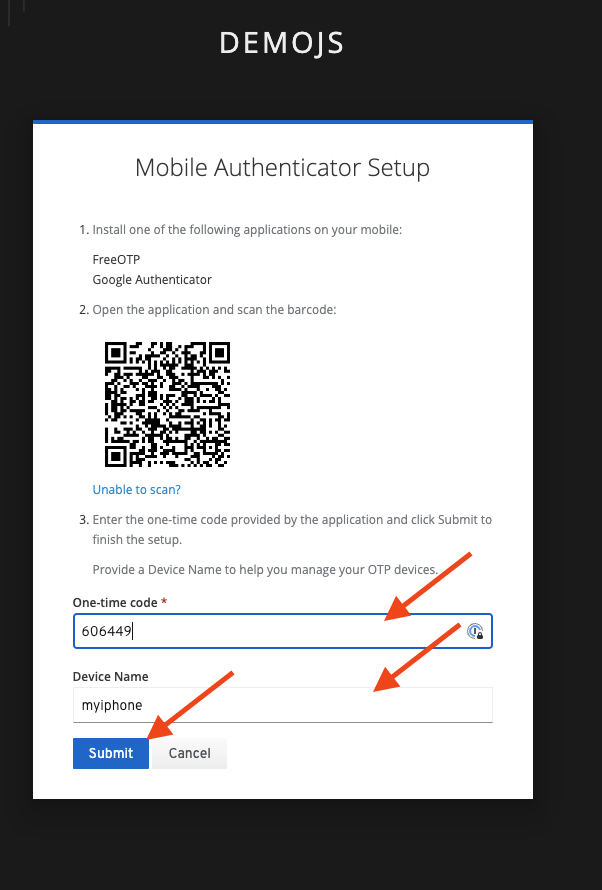 DEMOJS
Mobile Authenticator Setup
1. Install one of the following applications on your mobile:
FreeOTP
Google Authenticator
2. Open the application and scan the barcode:
Unable to scan?
3. Enter the one-time code provided by the application and click Submit to
finish the setup.
Provide a Device Name to help you manage your OTP devices.
One-time code *
606449
Device Name
myiphone
Submit Cancel